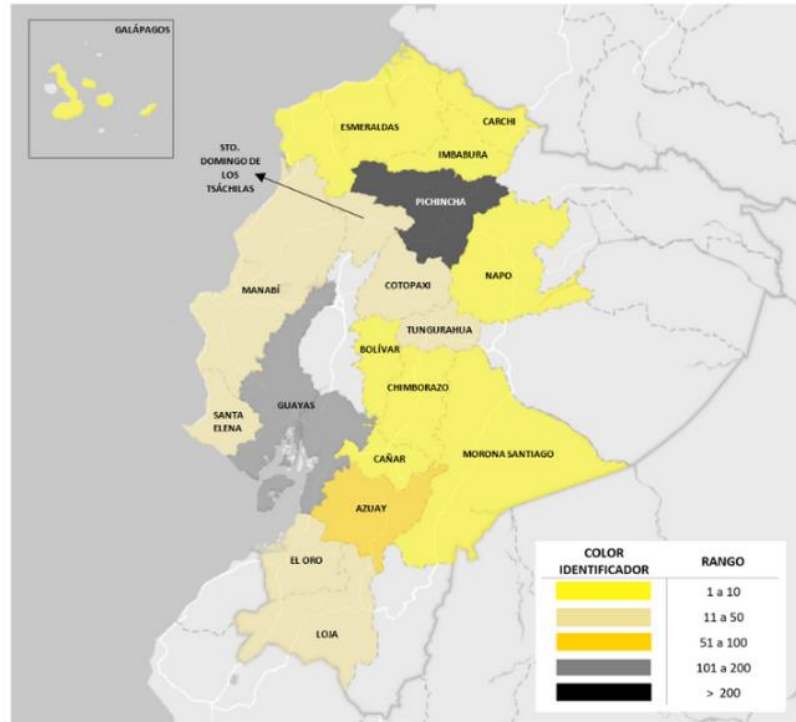 GALÁPAGOS
ESMERALDAS
CARCHI
IMBABURA
STO.
DOMINGO DE
LOS
TSÁCHILAS
PICHINCHA
NAPO
MANABÍ
COTOPAXI
TUNGURAHUA
BOLÍVAR
CHIMBORAZO
GUAYAS
SANTA
ELENA
CAÑAR
MORONA SANTIAGO
AZUAY
EL ORO
LOJA
COLOR
IDENTIFICADOR
RANGO
1 a 10
11 a 50
51 a 100
101 a 200
> 200